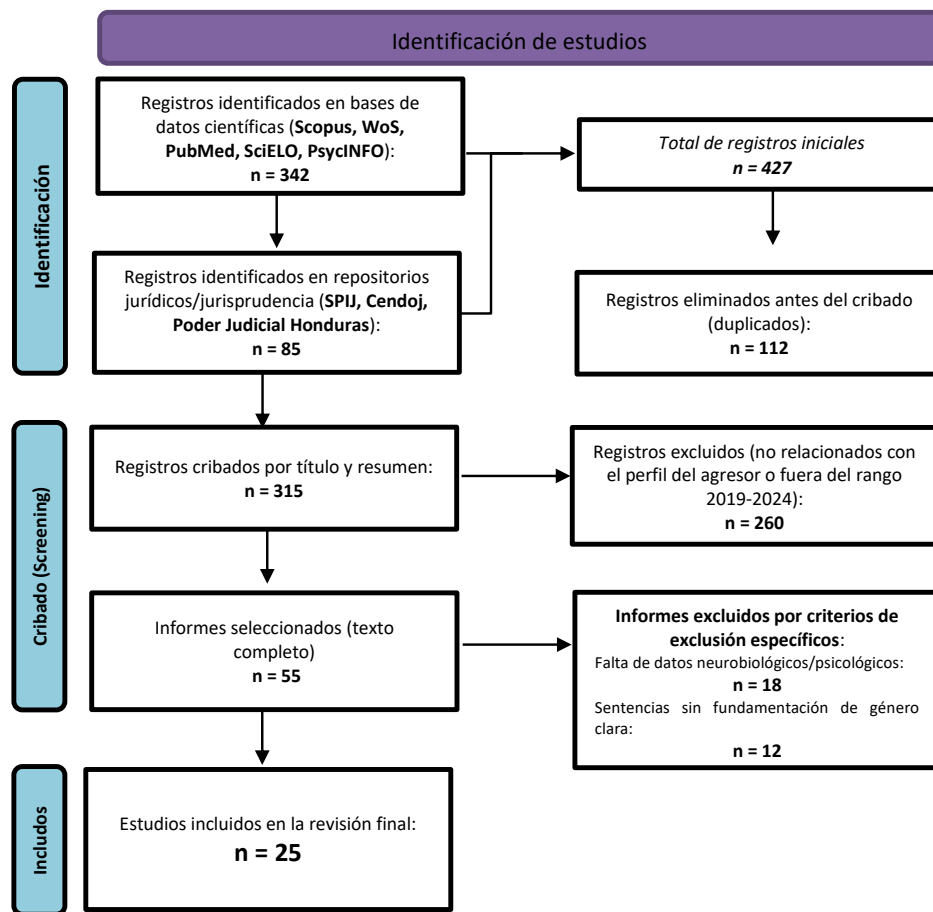 Identificación de estudios
Identificación
Registros identificados en bases de
datos científicas (Scopus, WoS,
PubMed, SciELO, PsycINFO):
n = 342
Total de registros iniciales
n = 427
Registros identificados en repositorios
jurídicos/jurisprudencia (SPIJ, Cendoj,
Poder Judicial Honduras):
n = 85
Registros eliminados antes del cribado
(duplicados):
n = 112
Cribado (Screening)
Registros cribados por título y resumen:
n = 315
Registros excluidos (no relacionados con
el perfil del agresor o fuera del rango
2019-2024):
n = 260
Informes seleccionados (texto
completo)
n = 55
Informes excluidos por criterios de
exclusión específicos:
Falta de datos neurobiológicos/psicológicos:
n = 18
Sentencias sin fundamentación de género
clara:
n = 12
Includos
Estudios incluidos en la revisión final:
n = 25